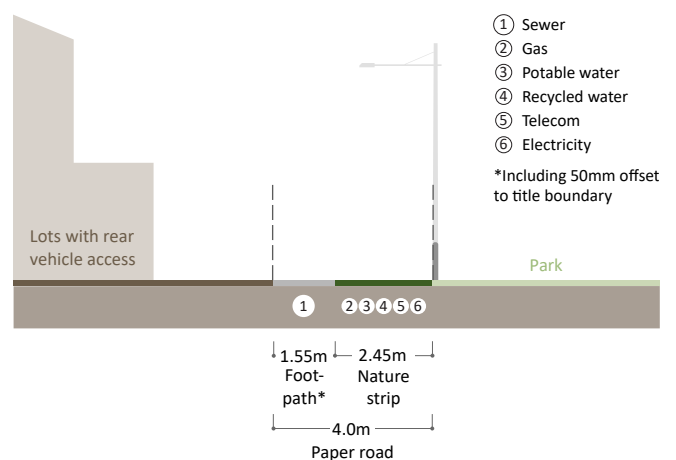 ① Sewer
② Gas
③ Potable water
④ Recycled water
⑤ Telecom
⑥ Electricity
*Including 50mm offset
to title boundary
Lots with rear
vehicle access
Park
① ② ③ ④ ⑤ ⑥
1.55m 2.45m
Foot-
path*
Nature
strip
4.0m
Paper road